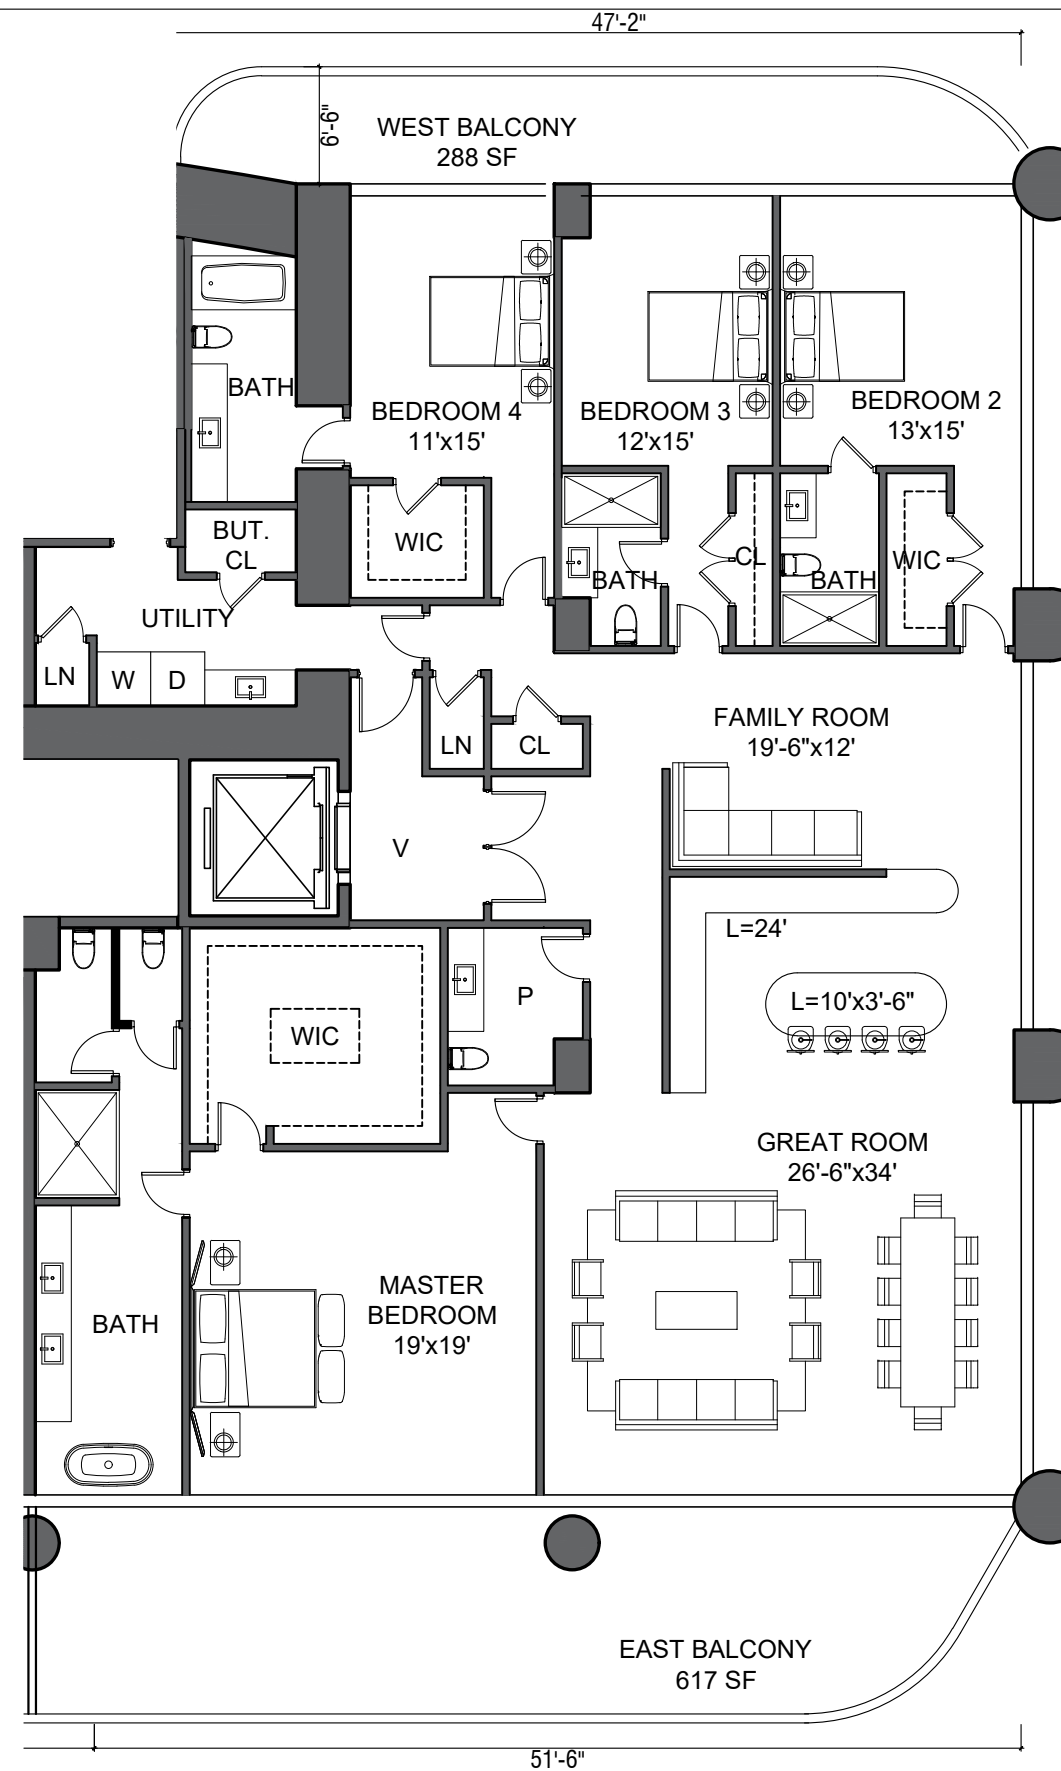 47'-2"
6'-6"
WEST BALCONY
288 SF
BATH
BEDROOM 4
11'x15'
BEDROOM 3
12'x15'
BEDROOM 2
13'x15'
BUT.
CL
WIC
BATH
CL
BATH
WIC
UTILITY
LN
W
D
LN
CL
FAMILY ROOM
19'-6"x12'
V
L=24'
WIC
P
L=10'x3'-6"
GREAT ROOM
26'-6"x34'
BATH
MASTER
BEDROOM
19'x19'
EAST BALCONY
617 SF
51'-6"